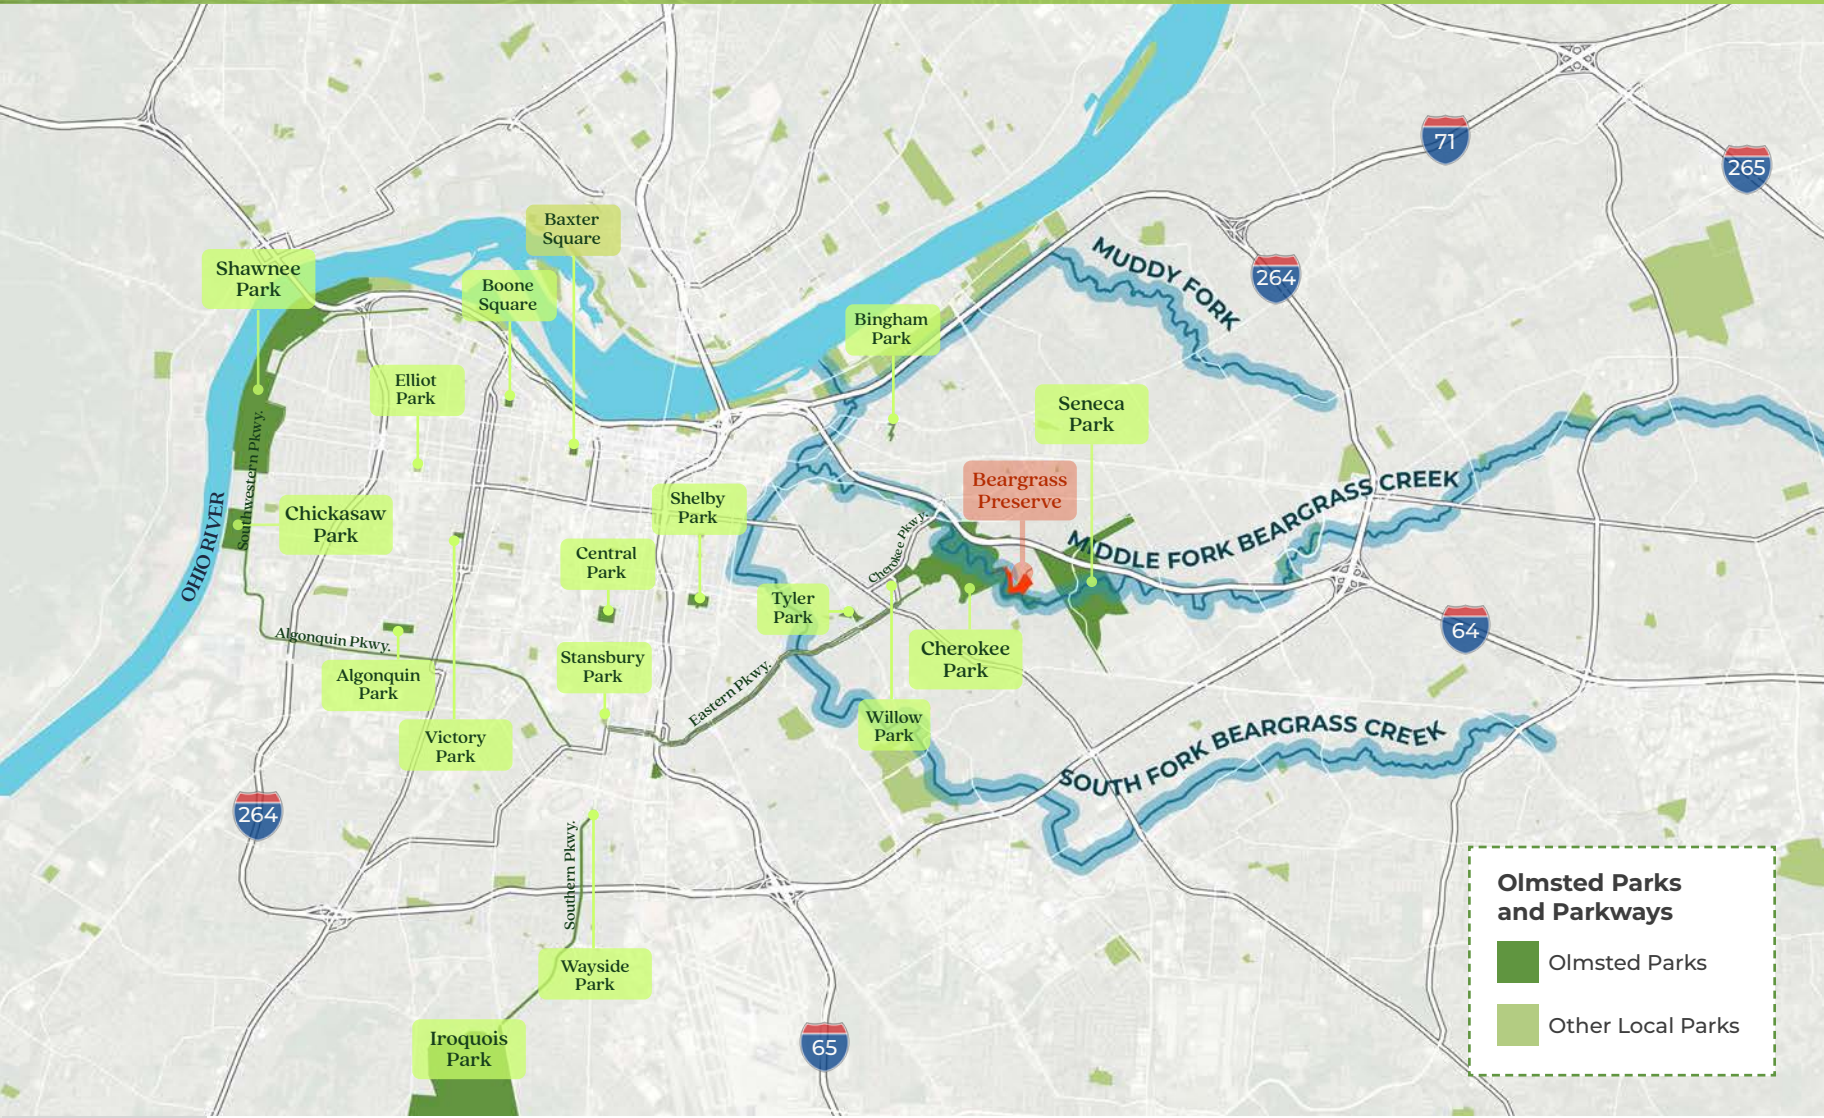 71
265
Baxter
Square
MUDDY FORK
Shawnee
Park
264
Boone
Square
Bingham
Park
Elliot
Park
Seneca
Park
Southwestern Pkwy.
Beargrass
Preserve
MIDDLE FORK BEARGRASS CREEK
OHIO RIVER
Chickasaw
Park
Shelby
Park
Cherokee Pkwy.
Central
Park
Tyler
Park
Algonquin Pkwy.
64
Cherokee
Park
Stansbury
Park
Algonquin
Park
Eastern Pkwy.
Willow
Park
Victory
Park
SOUTH FORK BEARGRASS CREEK
264
Southern Pkwy.
Wayside
Park
Iroquois
Park
65
Olmsted Parks
and Parkways
Olmsted Parks
Other Local Parks